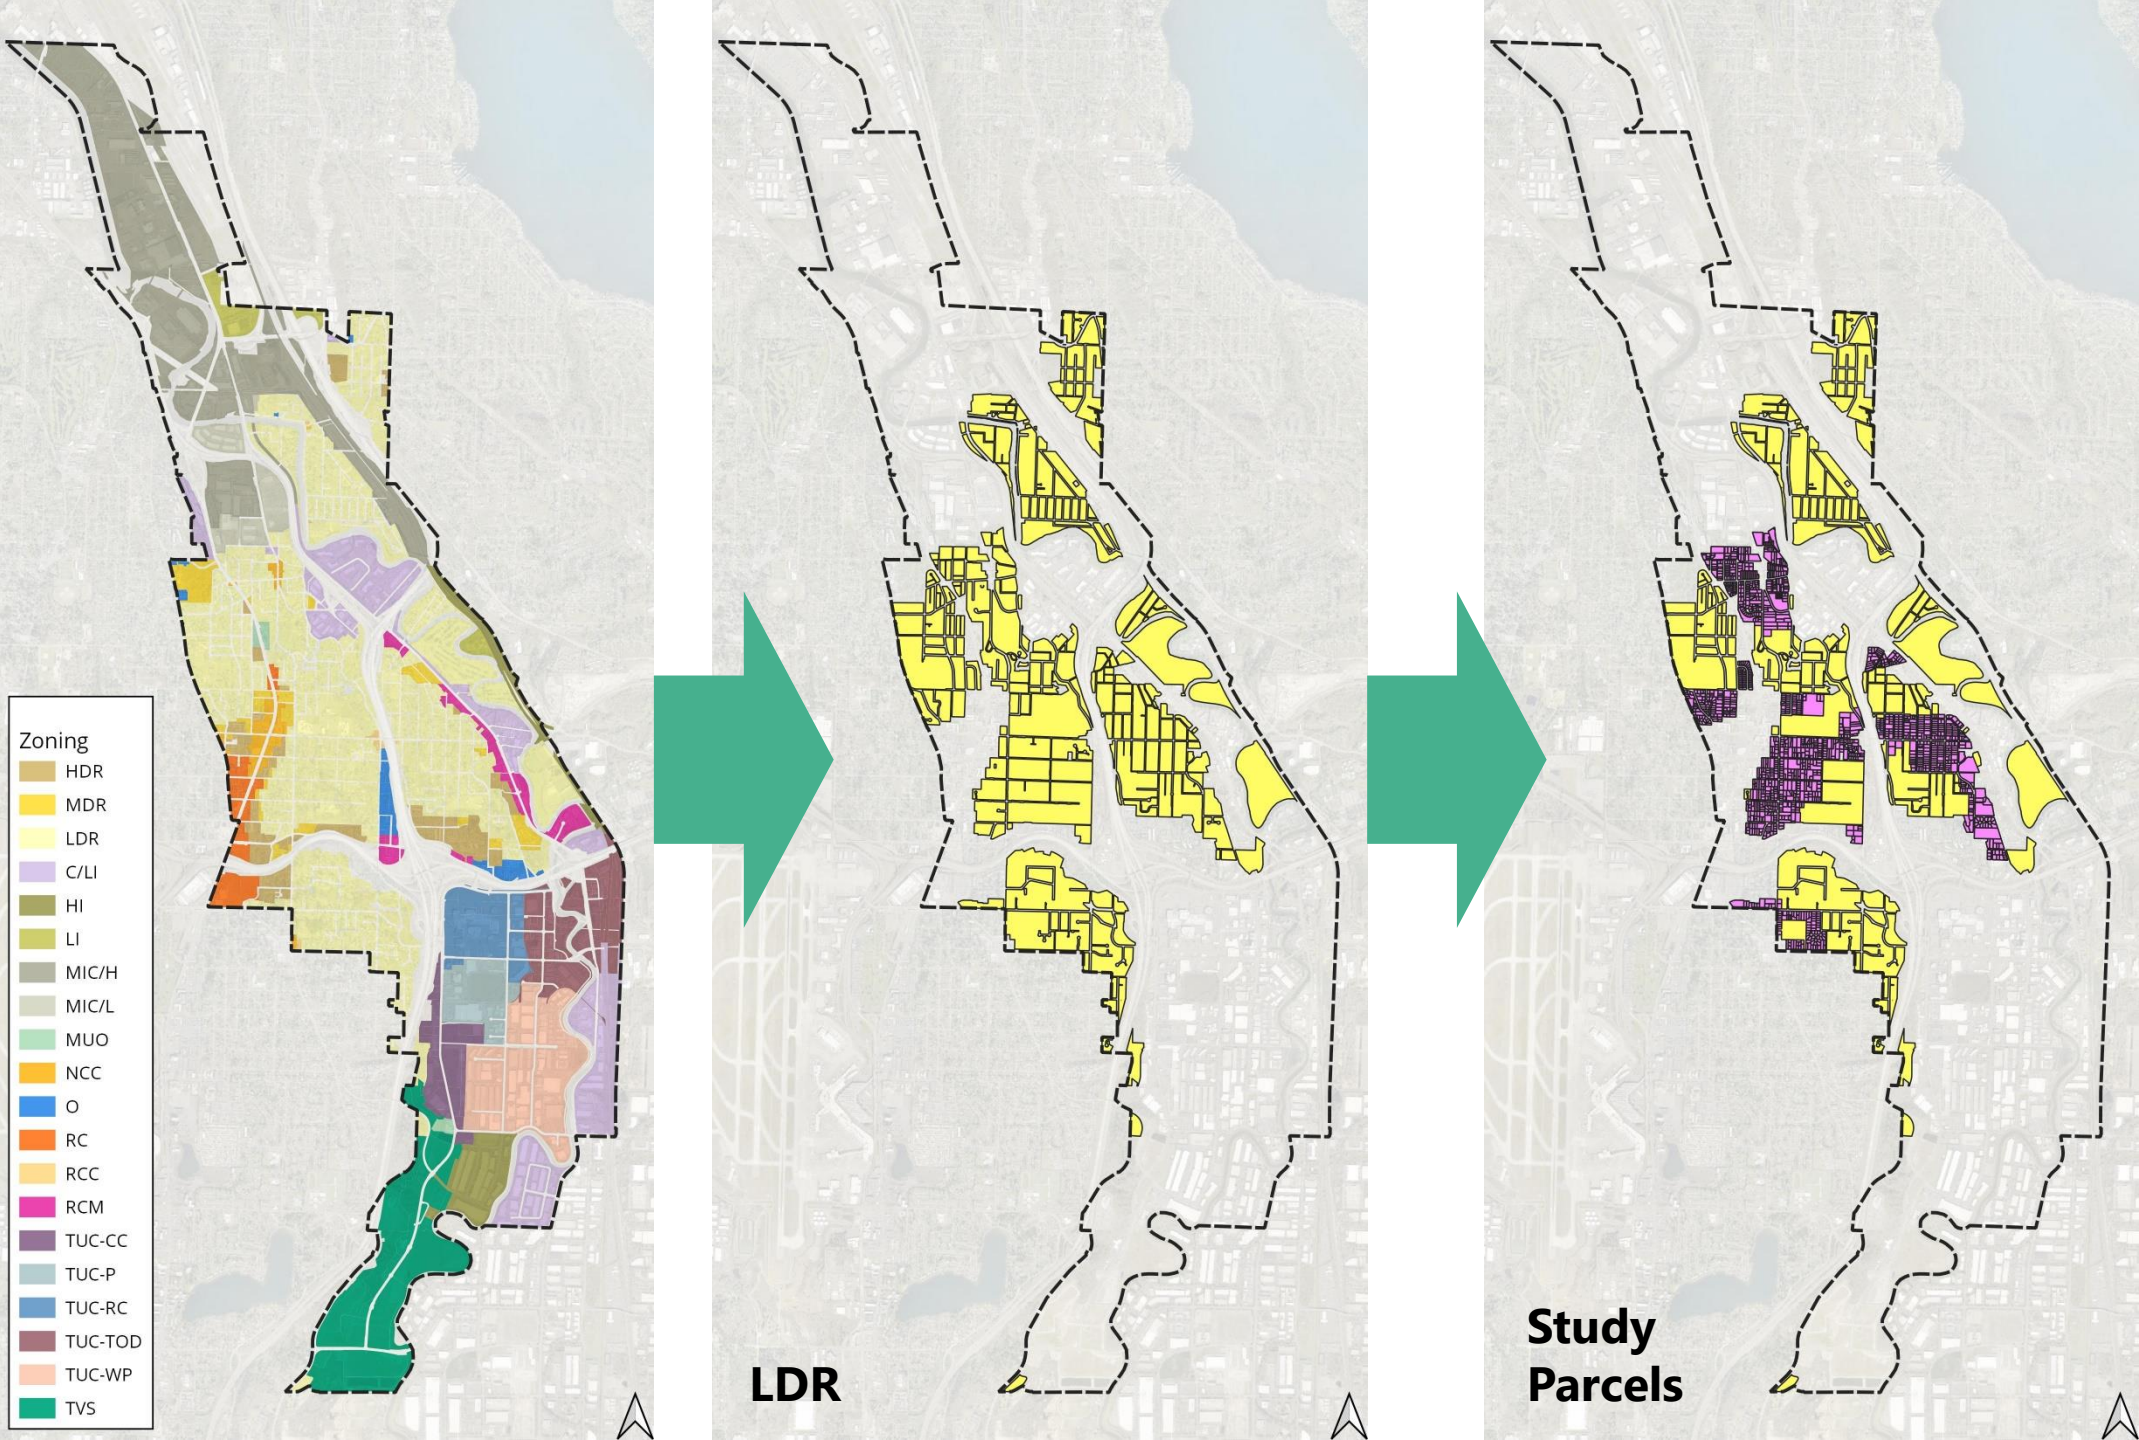 Zoning
HDR
MDR
LDR
C/LI
HI
LI
MIC/H
MIC/L
MUO
NCC
O
RC
RCC
RCM
TUC-CC
TUC-P
TUC-RC
TUC-TOD
TUC-WP
TVS
LDR
Study
Parcels